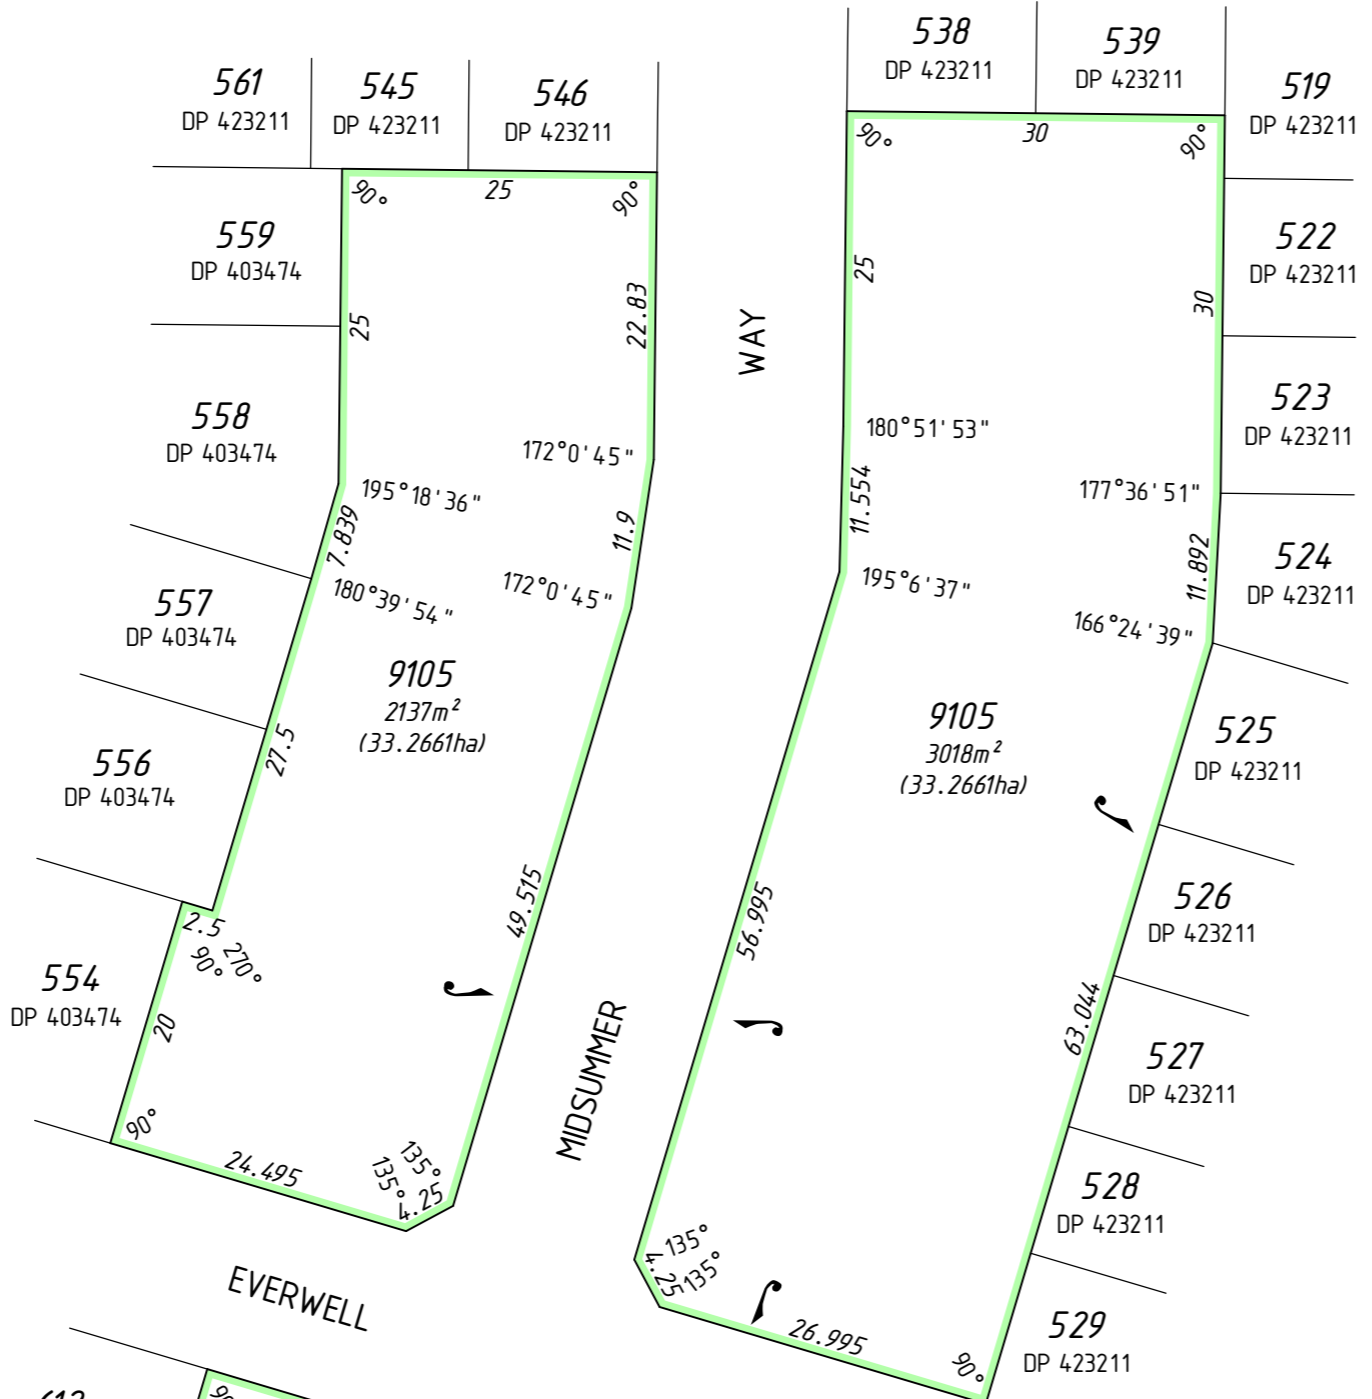 561
DP 423211
545
DP 423211
546
DP 423211
538
DP 423211
539
DP 423211
519
DP 423211
90°
25
90°
90°
30
90°
559
DP 403474
25
22.83
WAY
25
30
522
DP 423211
558
DP 403474
195°18'36"
172°0'45"
180°51'53"
177°36'51"
523
DP 423211
7.839
11.9
11.554
11.892
180°39'54"
172°0'45"
195°6'37"
166°24'39"
524
DP 423211
557
DP 403474
9105
2137m²
(33.2661ha)
9105
3018m²
(33.2661ha)
525
DP 423211
556
DP 403474
27.5
49.515
56.995
526
DP 423211
2.5
270°
90°
554
DP 403474
20
63.044
527
DP 423211
MIDSUMMER
90°
24.495
135°
135°
4.25
135°
135°
4.25
528
DP 423211
EVERWELL
26.995
90°
529
DP 423211